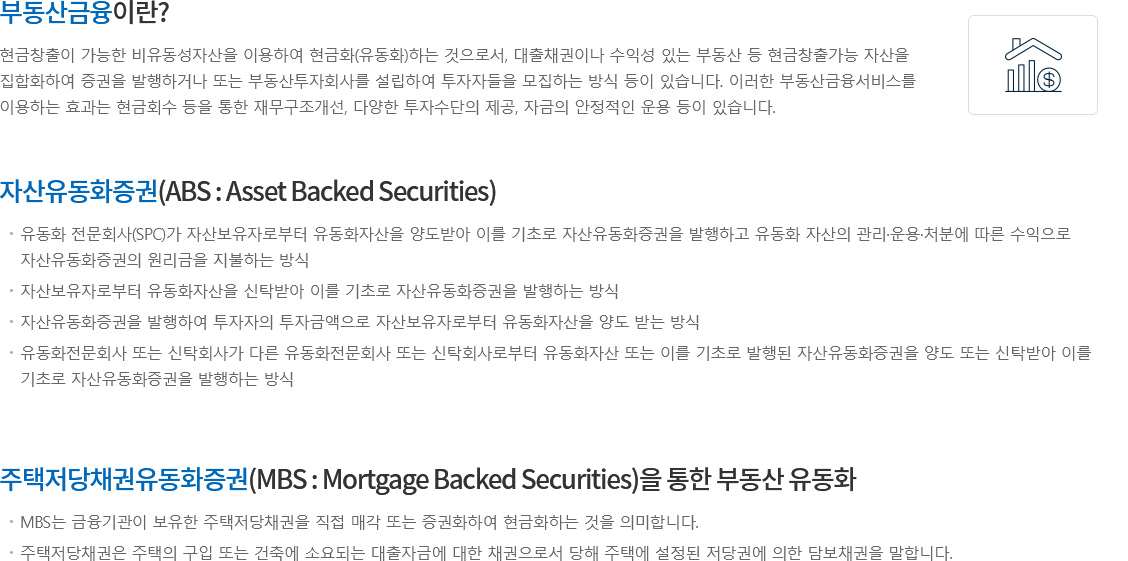 부동산금융이란?
현금창출이 가능한 비유동성자산을 이용하여 현금화(유동화)하는 것으로서, 대출채권이나 수익성 있는 부동산 등 현금창출가능 자산을
집합화하여 증권을 발행하거나 또는 부동산투자회사를 설립하여 투자자들을 모집하는 방식 등이 있습니다. 이러한 부동산금융서비스를
이용하는 효과는 현금회수 등을 통한 재무구조개선, 다양한 투자수단의 제공, 자금의 안정적인 운용 등이 있습니다.
자산유동화증권(ABS : Asset Backed Securities)
· 유동화 전문회사(SPC)가 자산보유자로부터 유동화자산을 양도받아 이를 기초로 자산유동화증권을 발행하고 유동화 자산의 관리·운용·처분에 따른 수익으로
자산유동화증권의 원리금을 지불하는 방식
· 자산보유자로부터 유동화자산을 신탁받아 이를 기초로 자산유동화증권을 발행하는 방식
· 자산유동화증권을 발행하여 투자자의 투자금액으로 자산보유자로부터 유동화자산을 양도 받는 방식
· 유동화전문회사 또는 신탁회사가 다른 유동화전문회사 또는 신탁회사로부터 유동화자산 또는 이를 기초로 발행된 자산유동화증권을 양도 또는 신탁받아 이를
기초로 자산유동화증권을 발행하는 방식
주택저당채권유동화증권(MBS : Mortgage Backed Securities)을 통한 부동산 유동화
· MBS는 금융기관이 보유한 주택저당채권을 직접 매각 또는 증권화하여 현금화하는 것을 의미합니다.
· 주택저당채권은 주택의 구입 또는 건축에 소요되는 대출자금에 대한 채권으로서 당해 주택에 설정된 저당권에 의한 담보채권을 말합니다.